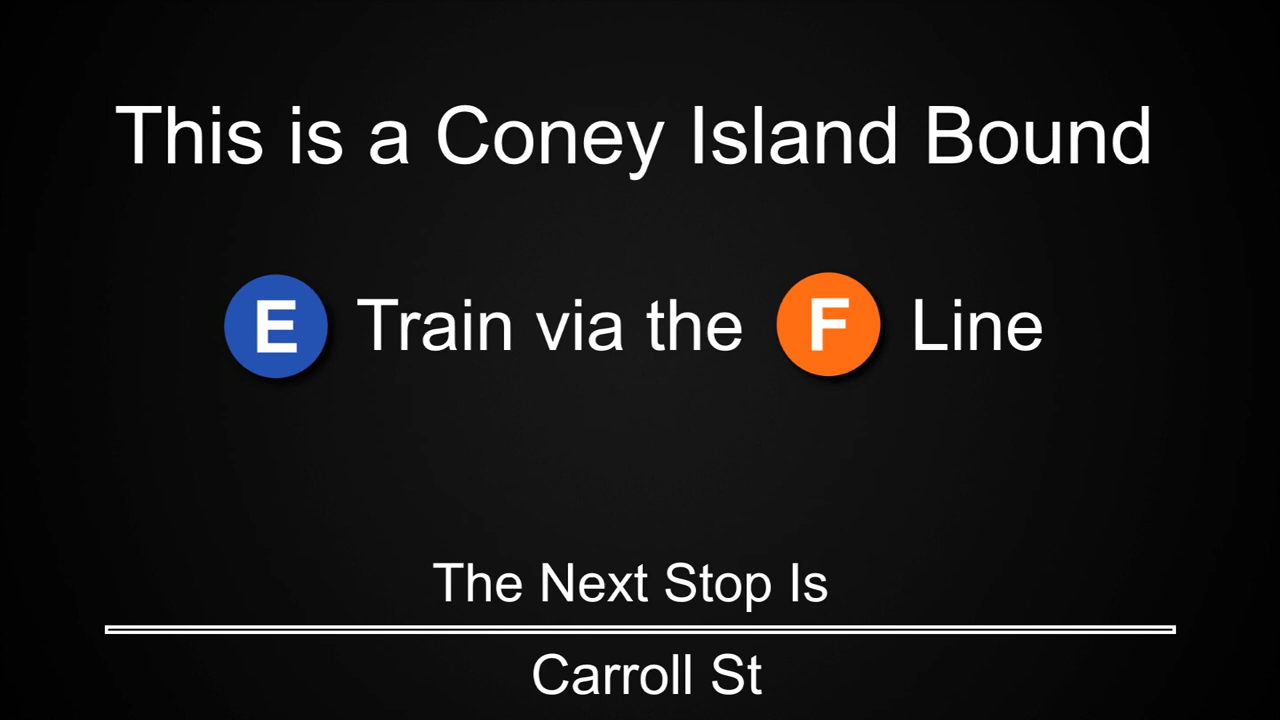 This is a Coney Island Bound
E Train via the F Line
The Next Stop Is
Carroll St